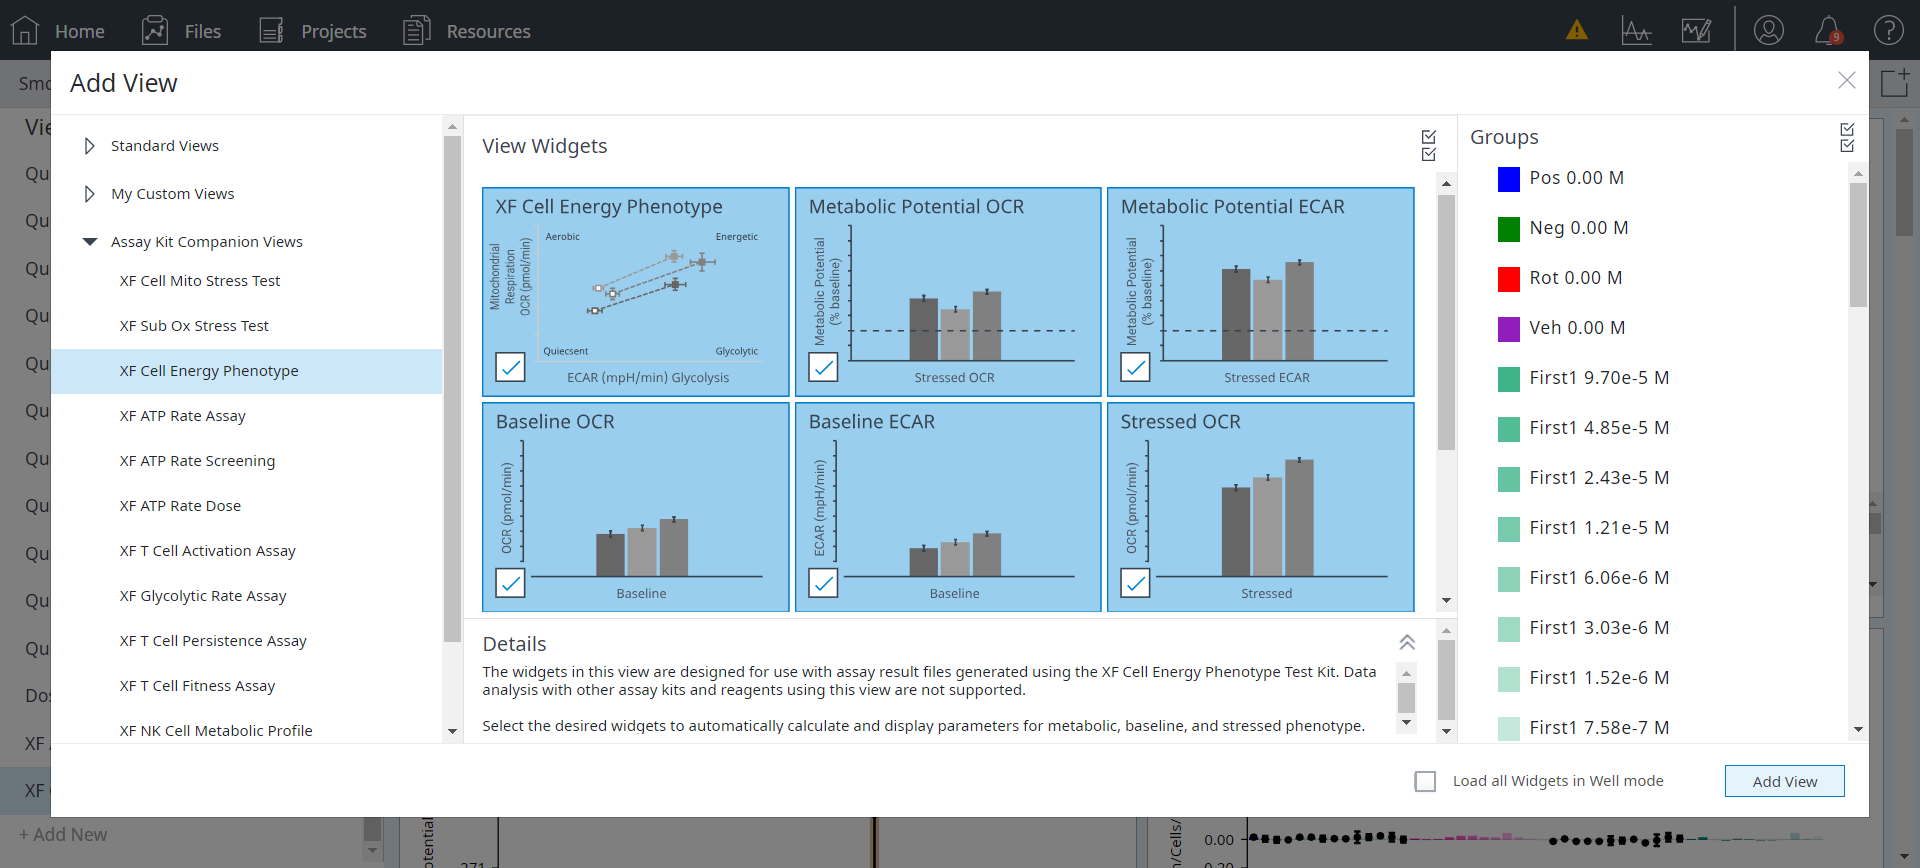 Home
Files
Projects
Resources
9
Add View
Standard Views
My Custom Views
Assay Kit Companion Views
XF Cell Mito Stress Test
XF Sub Ox Stress Test
XF Cell Energy Phenotype
XF ATP Rate Assay
XF ATP Rate Screening
XF ATP Rate Dose
XF T Cell Activation Assay
XF Glycolytic Rate Assay
XF T Cell Persistence Assay
XF T Cell Fitness Assay
XF NK Cell Metabolic Profile
View Widgets
XF Cell Energy Phenotype
Mitochondrial
Respiration
OCR (pmol/min)
Aerobic
Energetic
Quiecsent
Glycolytic
ECAR (mpH/min) Glycolysis
Metabolic Potential OCR
Metabolic Potential
(% baseline)
Stressed OCR
Metabolic Potential ECAR
Metabolic Potential
(% baseline)
Stressed ECAR
Baseline OCR
OCR (pmol/min)
Baseline
Baseline ECAR
ECAR (mpH/min)
Baseline
Stressed OCR
OCR (pmol/min)
Stressed
Details
The widgets in this view are designed for use with assay result files generated using the XF Cell Energy Phenotype Test Kit. Data
analysis with other assay kits and reagents using this view are not supported.
Select the desired widgets to automatically calculate and display parameters for metabolic, baseline, and stressed phenotype.
Groups
Pos 0.00 M
Neg 0.00 M
Rot 0.00 M
Veh 0.00 M
First1 9.70e-5 M
First1 4.85e-5 M
First1 2.43e-5 M
First1 1.21e-5 M
First1 6.06e-6 M
First1 3.03e-6 M
First1 1.52e-6 M
First1 7.58e-7 M
Load all Widgets in Well mode
Add View
Smo
Vie
Qu
Qu
Qu
Qu
Qu
Qu
Qu
Qu
Qu
Qu
Qu
Dos
XF
XF
+ Add New
otential
271
n/Cells/
0.00
0.20